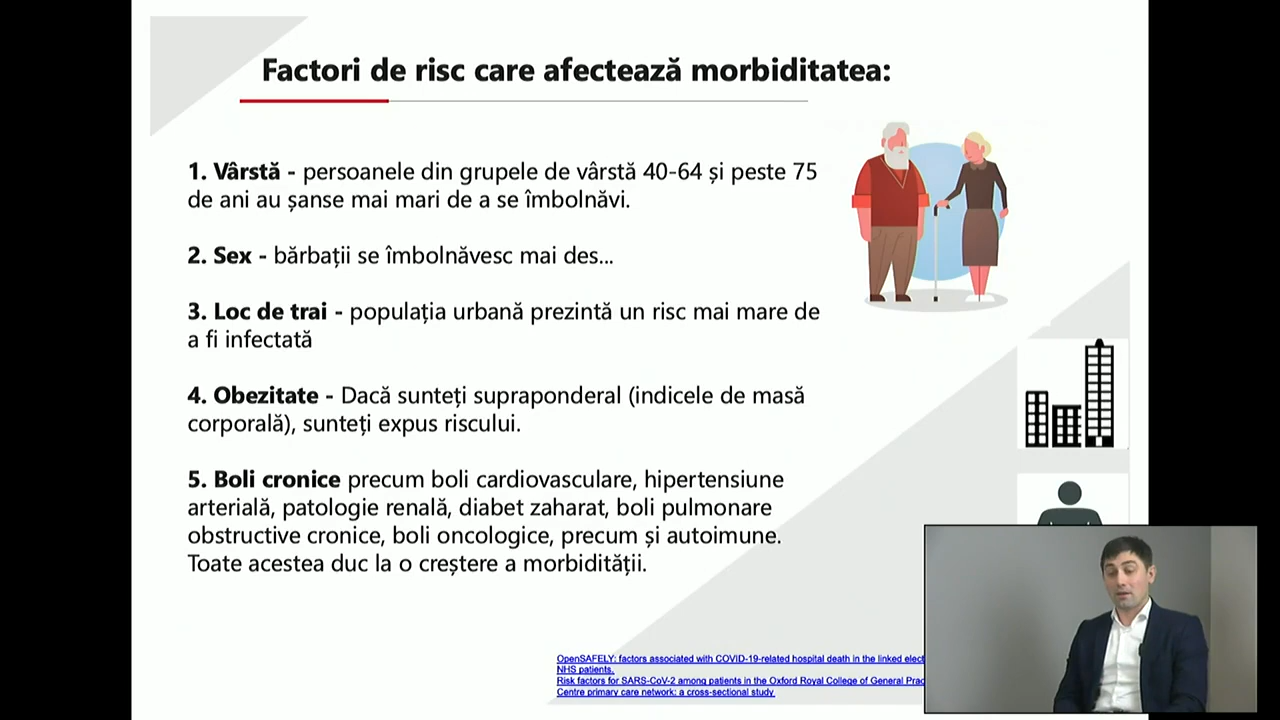 Factori de risc care afectează morbiditatea:
1. Vârstă - persoanele din grupele de vârstă 40-64 și peste 75
de ani au șanse mai mari de a se îmbolnăvi.
2. Sex - bărbații se îmbolnăvesc mai des...
3. Loc de trai - populația urbană prezintă un risc mai mare de
a fi infectată
4. Obezitate - Dacă sunteți supraponderal (indicele de masă
corporală), sunteți expus riscului.
5. Boli cronice precum boli cardiovasculare, hipertensiune
arterială, patologie renală, diabet zaharat, boli pulmonare
obstructive cronice, boli oncologice, precum și autoimune.
Toate acestea duc la o creștere a morbidității.
OpenSAFELY: factors associated with COVID-19-related hospital death in the linked
NHS patients.
Risk factors for SARS-CoV-2 among patients in the Oxford Royal College of General
Centre primary care network: a cross-sectional study